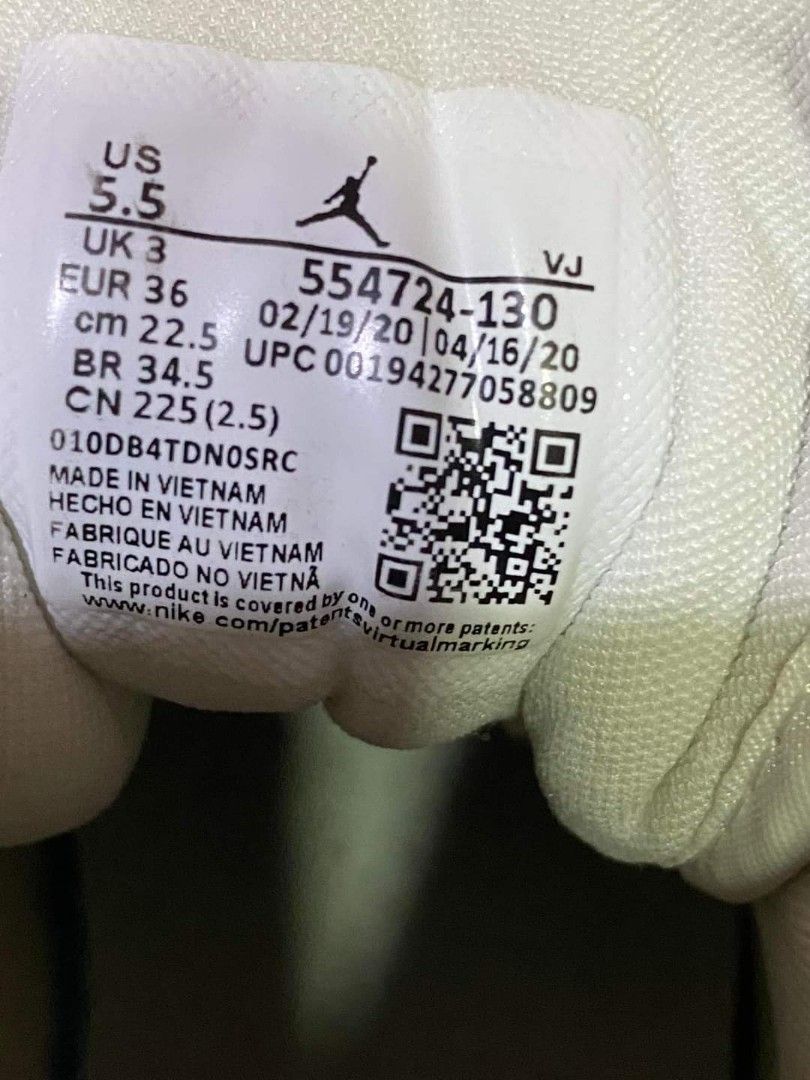 US
5.5
UK 3
EUR 36
cm 22.5
BR 34.5
CN 225 (2.5)
VJ
554724-130
02/19/20|04/16/20
UPC 00194277058809
010DB4TDN0SRC
MADE IN VIETNAM
HECHO EN VIETNAM
FABRIQUE AU VIETNAM
FABRICADO NO VIETNÃ
This product is covered by one or more patents:
www.nike com/patentsvirtualmarking